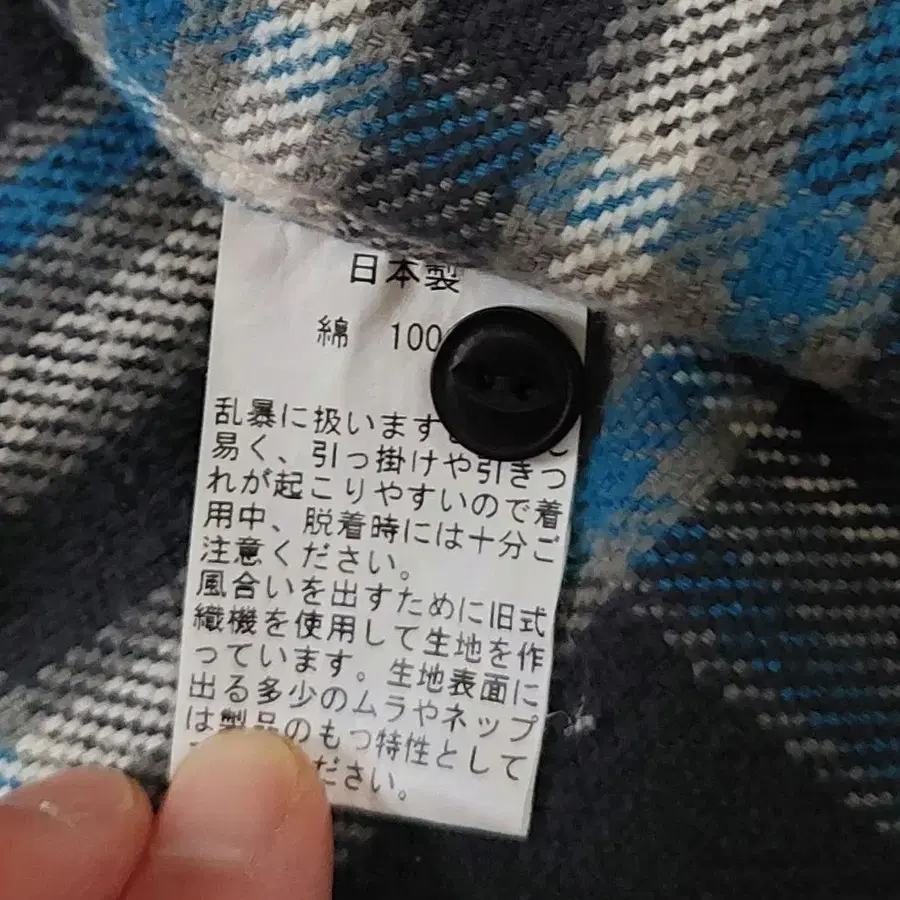 日本製
綿 100
乱暴に扱います
易く、引っ掛けや引きつ
れが起こりやすいので着
用中、脱着時には十分ご
注意ください。
風合いを出すために旧式
織機を使用して生地を作
っています。生地表面に
出る多少のムラやネップ
は製品のもつ特性として
ださい。